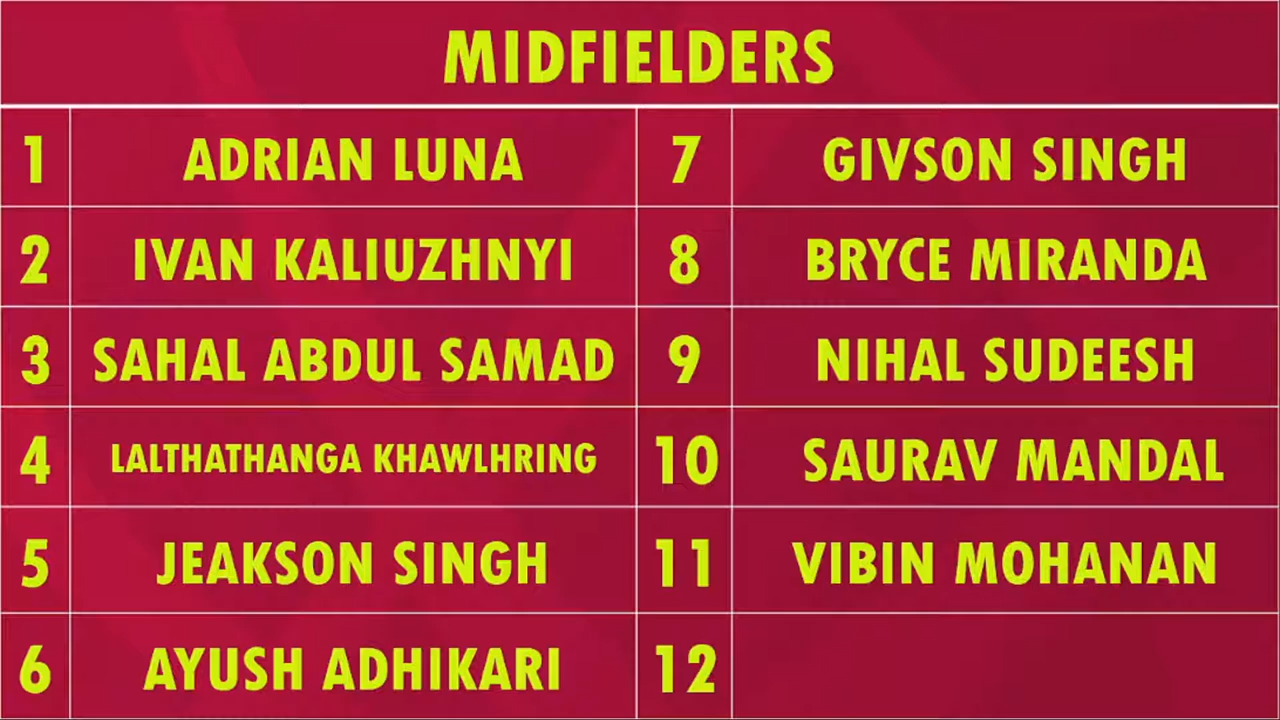 MIDFIELDERS
1 ADRIAN LUNA 7 GIVSON SINGH
2 IVAN KALIUZHNYI 8 BRYCE MIRANDA
3 SAHAL ABDUL SAMAD 9 NIHAL SUDEESH
4 LALTHATHANGA KHAWLHRING 10 SAURAV MANDAL
5 JEAKSON SINGH 11 VIBIN MOHANAN
6 AYUSH ADHIKARI 12